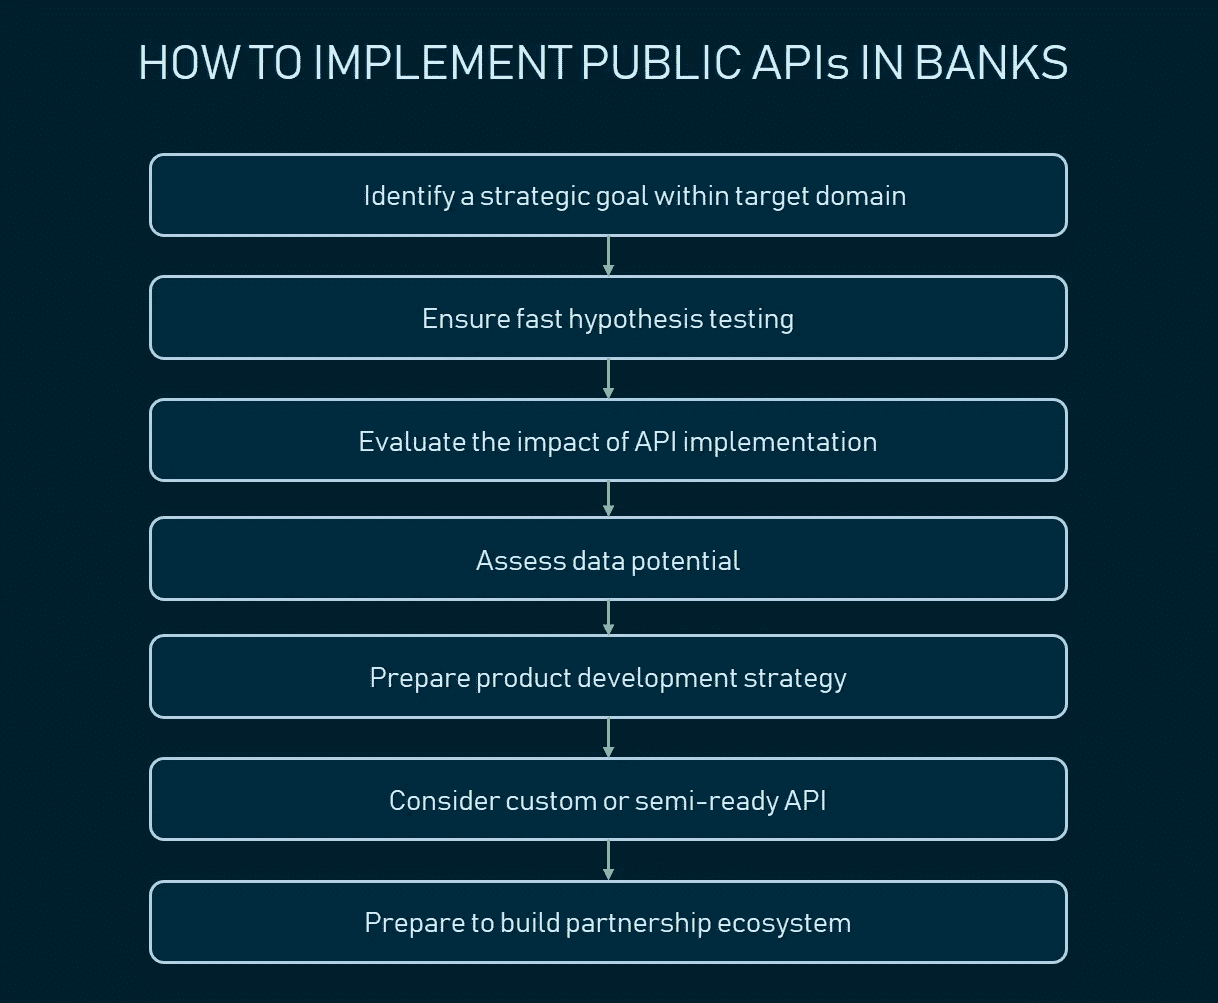 HOW TO IMPLEMENT PUBLIC APIs IN BANKS
Identify a strategic goal within target domain
Ensure fast hypothesis testing
Evaluate the impact of API implementation
Assess data potential
Prepare product development strategy
Consider custom or semi-ready API
Prepare to build partnership ecosystem